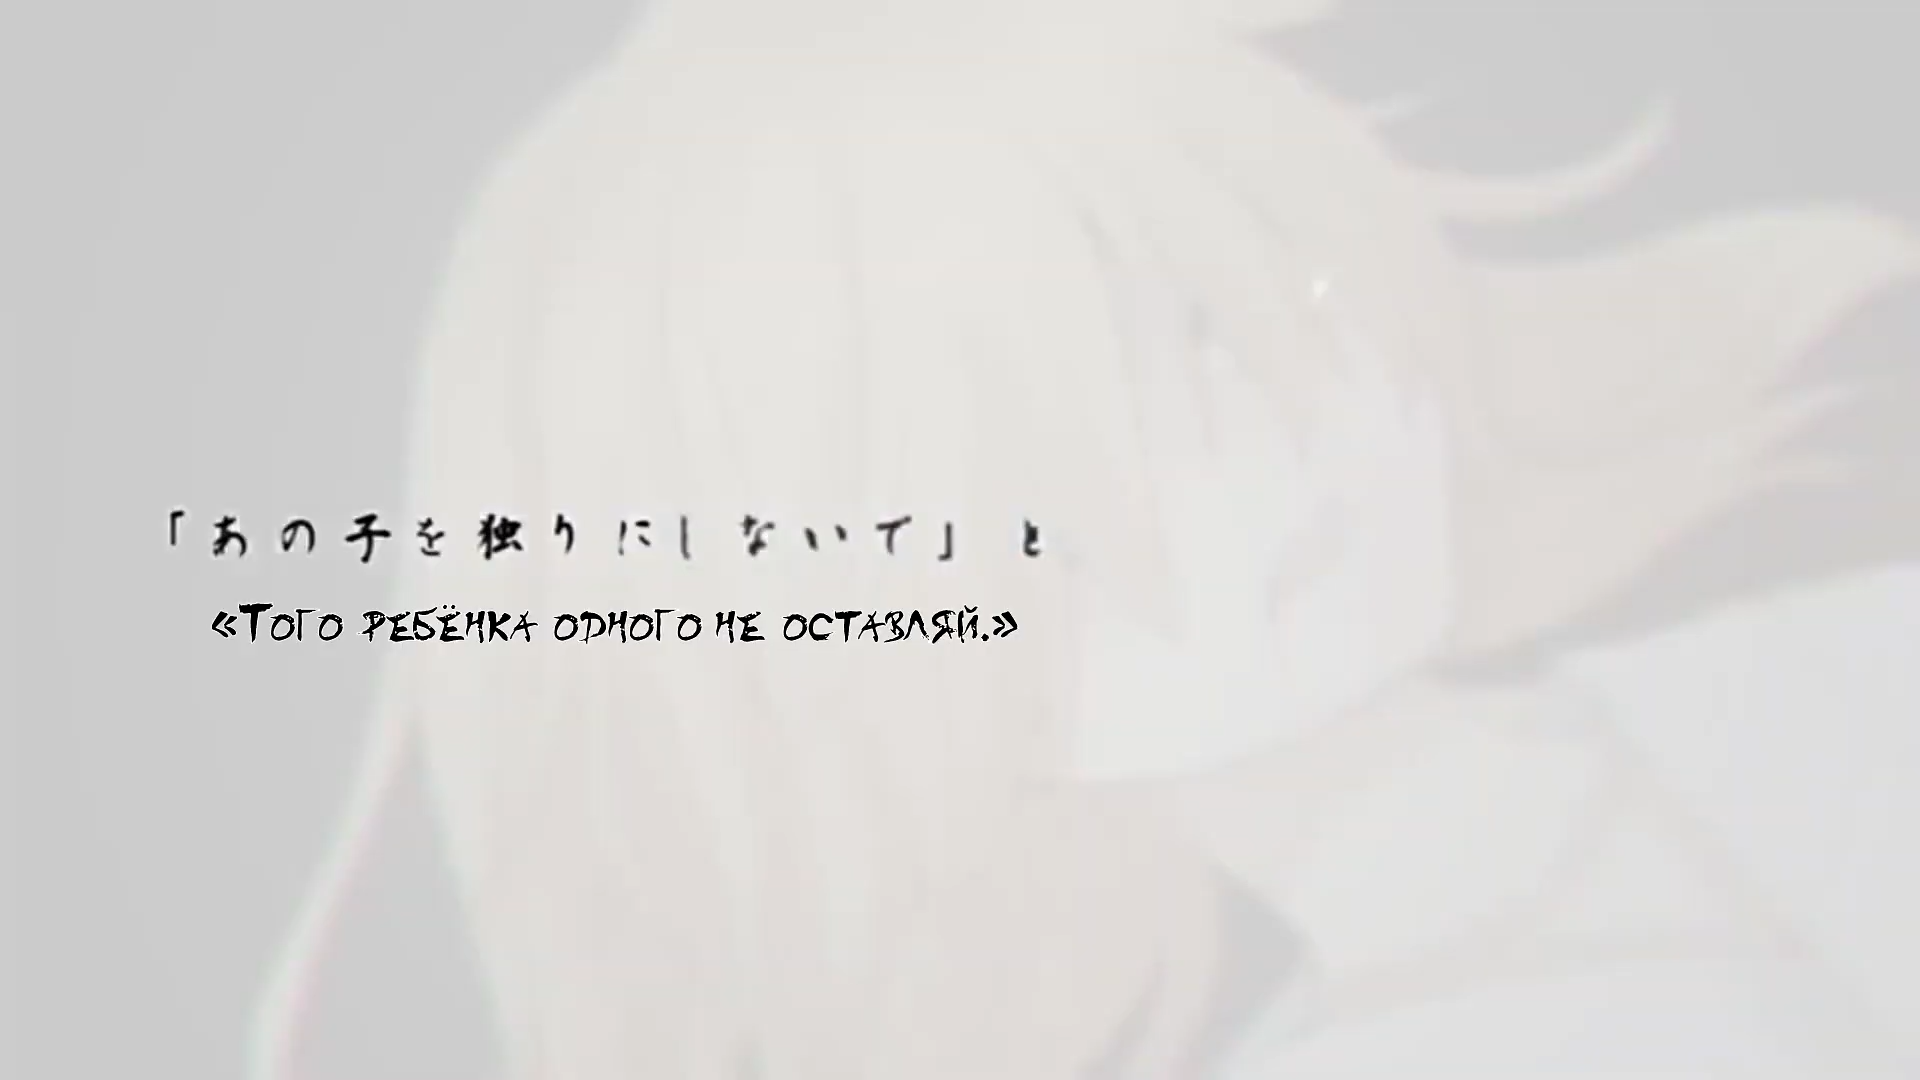 「あの子を独りにしないで」と
«Того ребёнка одного не оставляй.»